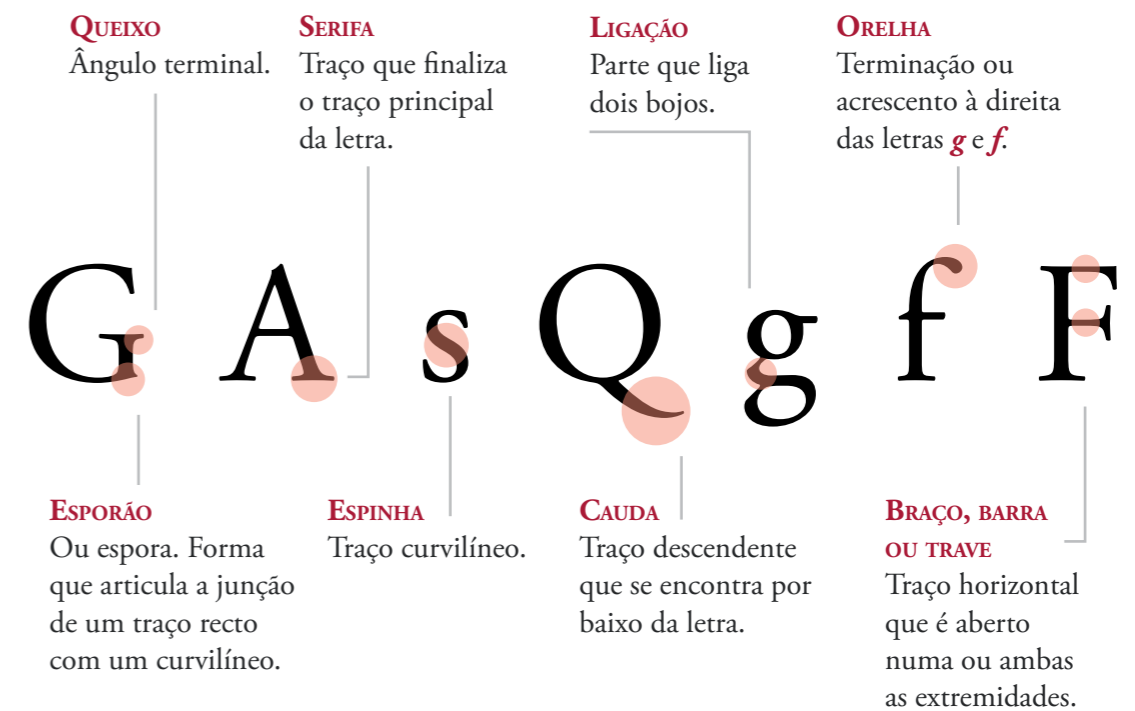 Queixo
Ângulo terminal.
Serifa
Traço que finaliza
o traço principal
da letra.
Ligação
Parte que liga
dois bojos.
Orelha
Terminação ou
acrescento à direita
das letras g e f.
G A s Q g f F
Esporão
Ou espora. Forma
que articula a junção
de um traço recto
com um curvilíneo.
Espinha
Traço curvilíneo.
Cauda
Traço descendente
que se encontra por
baixo da letra.
Braço, barra
ou trave
Traço horizontal
que é aberto
numa ou ambas
as extremidades.